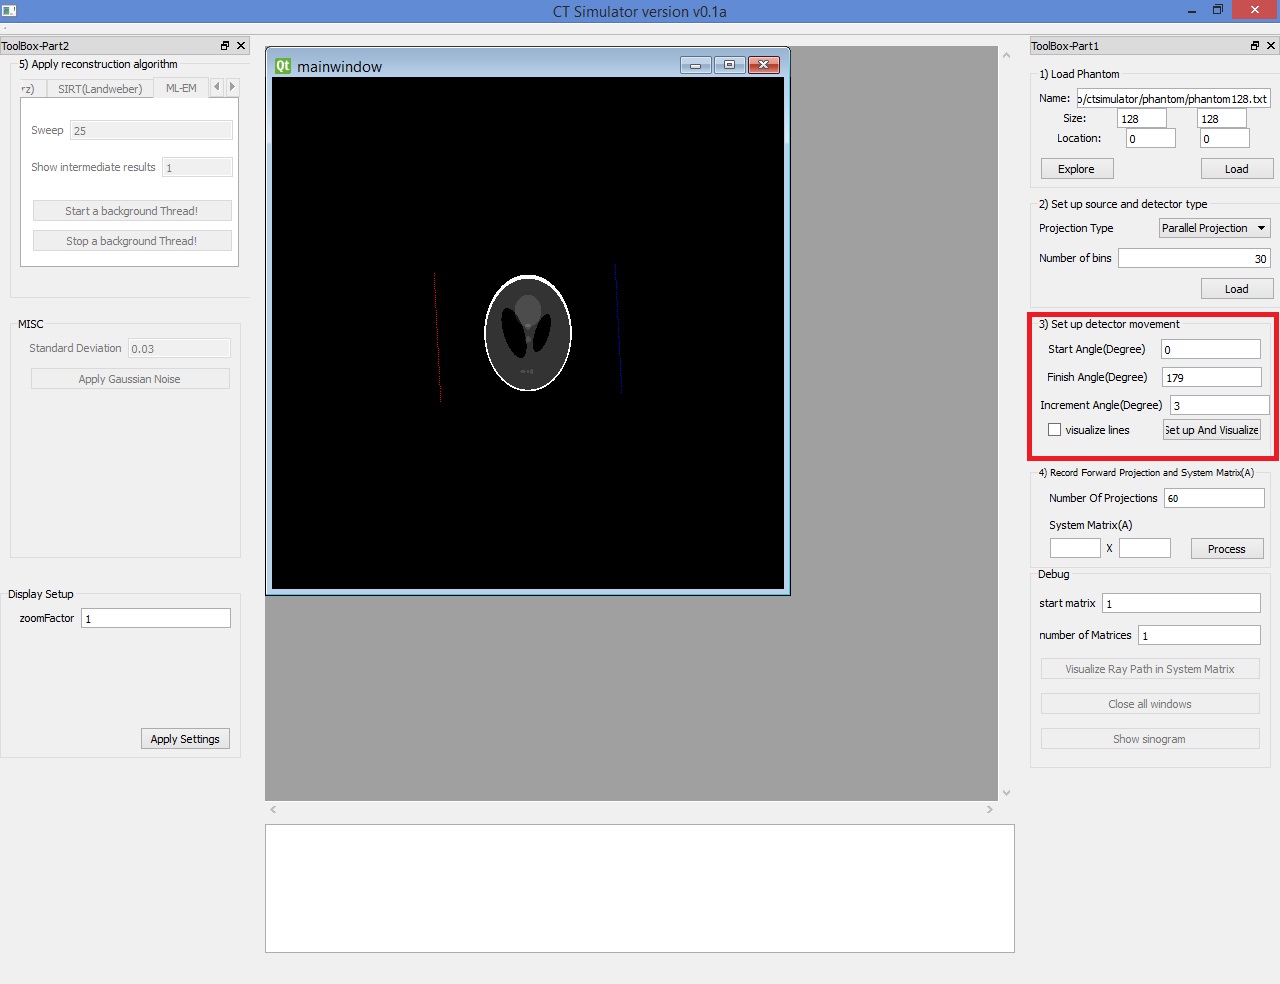 CT Simulator version v0.1a
ToolBox-Part2
5) Apply reconstruction algorithm
rz)
SIRT(Landweber)
ML-EM
Sweep
25
Show intermediate results
1
Start a background Thread!
Stop a background Thread!
MISC
Standard Deviation
0.03
Apply Gaussian Noise
Display Setup
zoomFactor
1
Apply Settings
Qt
mainwindow
ToolBox-Part1
1) Load Phantom
Name:
o/ctsimulator/phantom/phantom128.txt
Size:
128
128
Location:
0
0
Explore
Load
2) Set up source and detector type
Projection Type
Parallel Projection
Number of bins
30
Load
3) Set up detector movement
Start Angle(Degree)
0
Finish Angle(Degree)
179
Increment Angle(Degree)
3
visualize lines
Set up And Visualize
4) Record Forward Projection and System Matrix(A)
Number Of Projections
60
System Matrix(A)
X
Process
Debug
start matrix
1
number of Matrices
1
Visualize Ray Path in System Matrix
Close all windows
Show sinogram